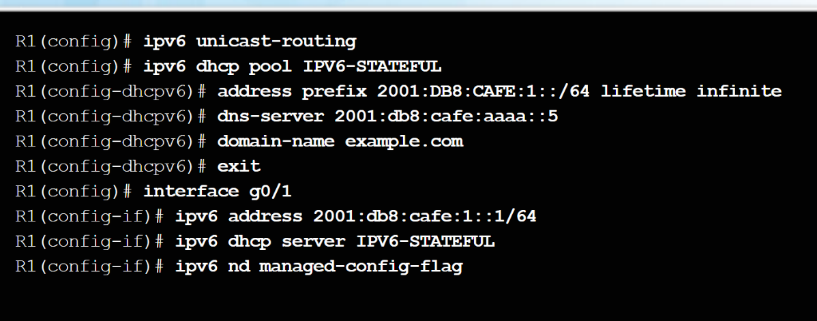 R1(config)# ipv6 unicast-routing
R1(config)# ipv6 dhcp pool IPV6-STATEFUL
R1(config-dhcpv6)# address prefix 2001:DB8:CAFE:1::/64 lifetime infinite
R1(config-dhcpv6)# dns-server 2001:db8:cafe:aaaa::5
R1(config-dhcpv6)# domain-name example.com
R1(config-dhcpv6)# exit
R1(config)# interface g0/1
R1(config-if)# ipv6 address 2001:db8:cafe:1::1/64
R1(config-if)# ipv6 dhcp server IPV6-STATEFUL
R1(config-if)# ipv6 nd managed-config-flag